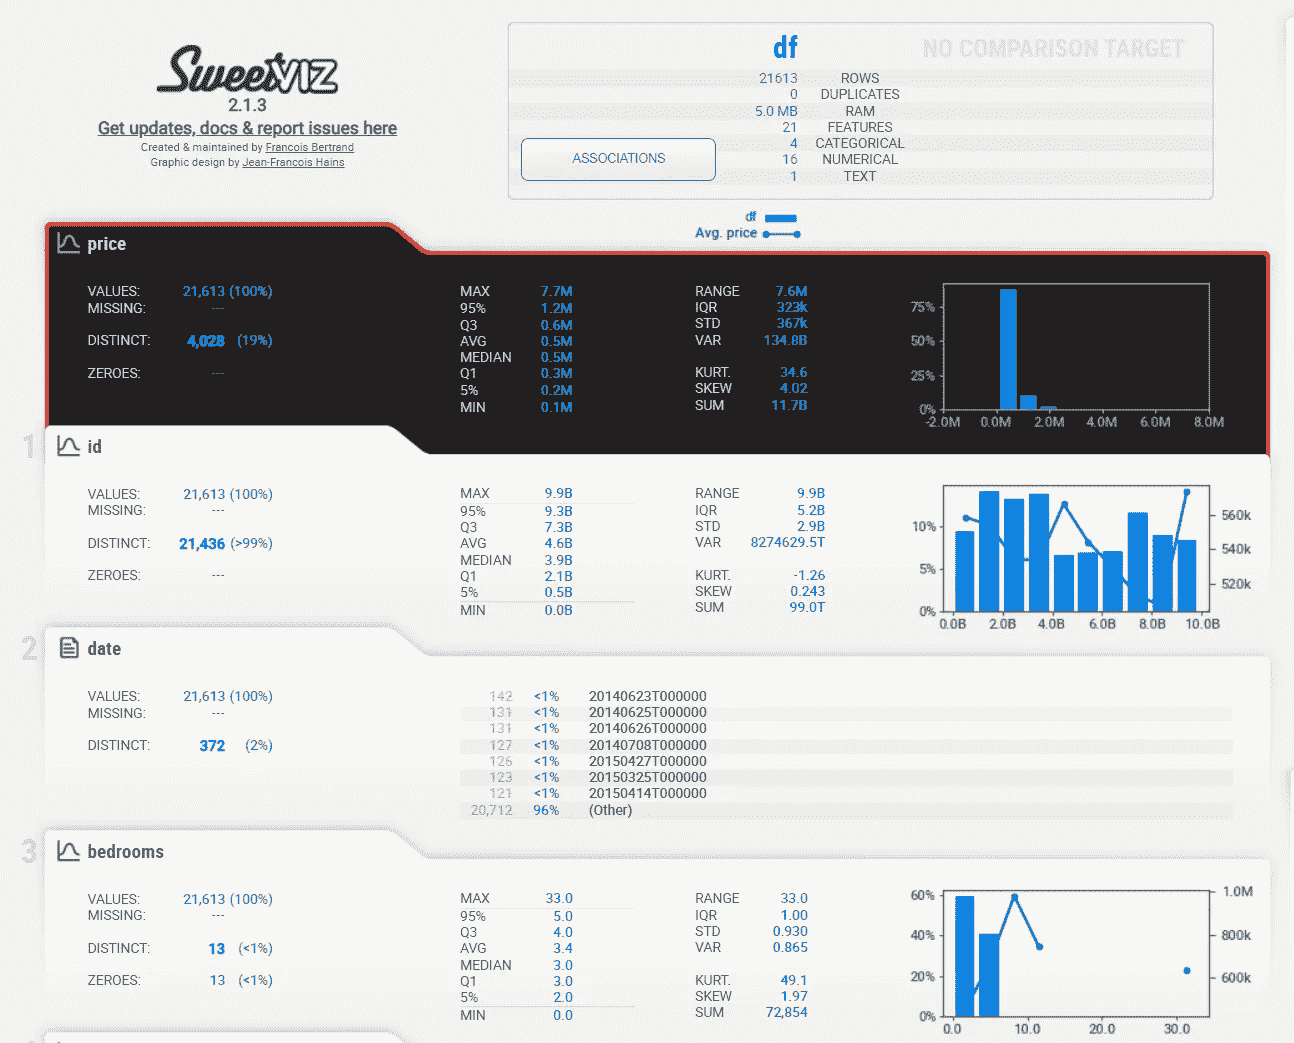 SweetVIZ
2.1.3
Get updates, docs & report issues here
Created & maintained by Francois Bertrand
Graphic design by Jean-Francois Hains
df NO COMPARISON TARGET
21613 ROWS
0 DUPLICATES
5.0 MB RAM
21 FEATURES
4 CATEGORICAL
16 NUMERICAL
1 TEXT
ASSOCIATIONS
df
Avg. price
price
VALUES: 21,613 (100%)
MISSING: ---
DISTINCT: 4,028 (19%)
ZEROES: ---
MAX 7.7M
95% 1.2M
Q3 0.6M
AVG 0.5M
MEDIAN 0.5M
Q1 0.3M
5% 0.2M
MIN 0.1M
RANGE 7.6M
IQR 323k
STD 367k
VAR 134.8B
KURT. 34.6
SKEW 4.02
SUM 11.7B
75%
50%
25%
0%
-2.0M 0.0M 2.0M 4.0M 6.0M 8.0M
1 id
VALUES: 21,613 (100%)
MISSING: ---
DISTINCT: 21,436 (>99%)
ZEROES: ---
MAX 9.9B
95% 9.3B
Q3 7.3B
AVG 4.6B
MEDIAN 3.9B
Q1 2.1B
5% 0.5B
MIN 0.0B
RANGE 9.9B
IQR 5.2B
STD 2.9B
VAR 8274629.5T
KURT. -1.26
SKEW 0.243
SUM 99.0T
10%
5%
0%
560k
540k
520k
0.0B 2.0B 4.0B 6.0B 8.0B 10.0B
2 date
VALUES: 21,613 (100%)
MISSING: ---
DISTINCT: 372 (2%)
142 <1% 20140623T000000
131 <1% 20140625T000000
131 <1% 20140626T000000
127 <1% 20140708T000000
126 <1% 20150427T000000
123 <1% 20150325T000000
121 <1% 20150414T000000
20,712 96% (Other)
3 bedrooms
VALUES: 21,613 (100%)
MISSING: ---
DISTINCT: 13 (<1%)
ZEROES: 13 (<1%)
MAX 33.0
95% 5.0
Q3 4.0
AVG 3.4
MEDIAN 3.0
Q1 3.0
5% 2.0
MIN 0.0
RANGE 33.0
IQR 1.00
STD 0.930
VAR 0.865
KURT. 49.1
SKEW 1.97
SUM 72,854
60%
40%
20%
0%
1.0M
800k
600k
0.0 10.0 20.0 30.0